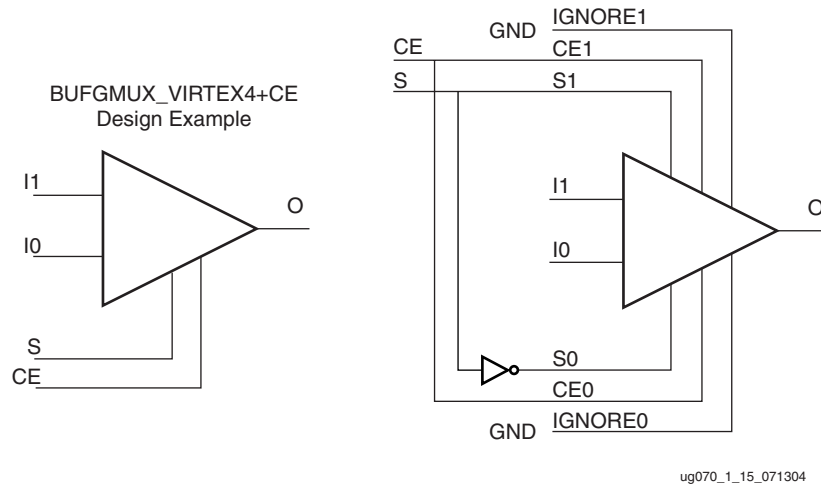 BUFGMUX_VIRTEX4+CE
Design Example
I1
I0
O
S
CE
GND
IGNORE1
CE
CE1
S
S1
I1
I0
O
S0
CE0
GND
IGNORE0
ug070_1_15_071304